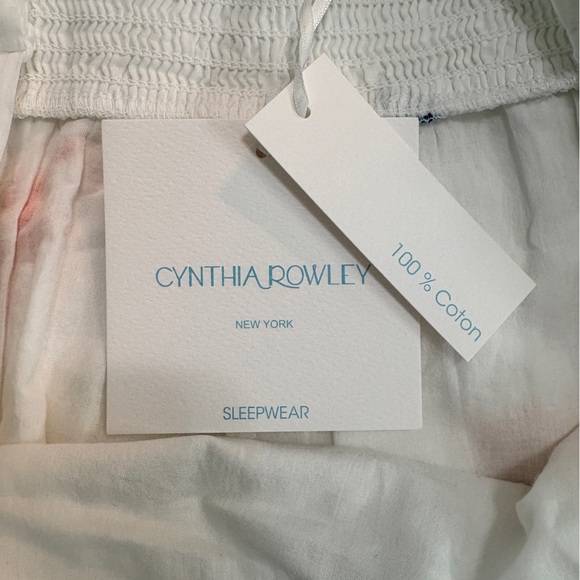 CYNTHIA ROWLEY
NEW YORK
SLEEPWEAR
100 % Coton